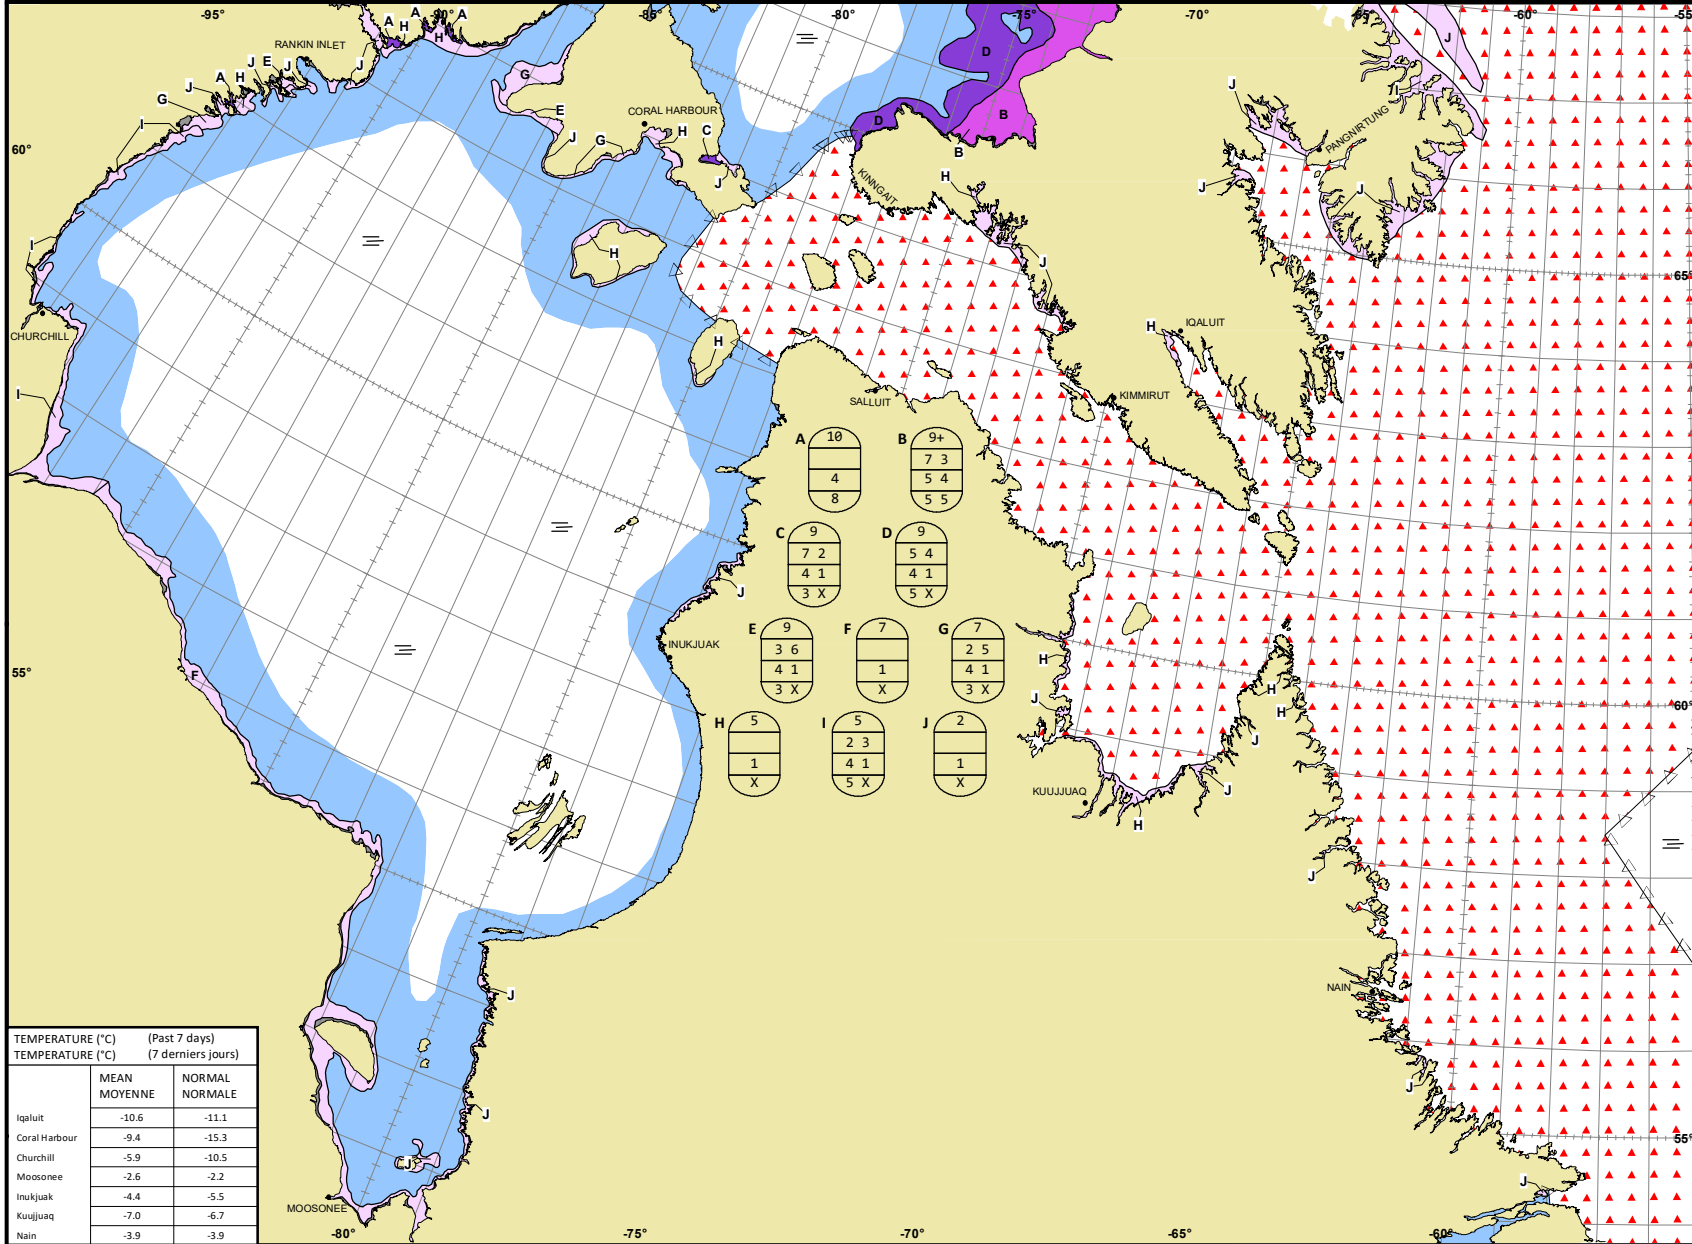 -95°
-90°
-85°
-80°
-75°
-70°
-65°
-60°
-55°
A
H
A
H
A
RANKIN INLET
J
J
E
J
H
A
J
G
I
G
E
J
G
CORAL HARBOUR
H
C
J
D
D
B
B
KINNGAIT
H
J
J
I
J
PANGNIRTUNG
J
J
60°
I
H
J
65°
CHURCHILL
H
H
IQALUIT
I
SALLUIT
KIMMIRUT
A
10
4
8
B
9+
7 3
5 4
5 5
C
9
7 2
4 1
3 X
D
9
5 4
4 1
5 X
E
9
3 6
4 1
3 X
F
7
1
X
G
7
2 5
4 1
3 X
H
5
1
X
I
5
2 3
4 1
5 X
J
2
1
X
J
INUKJUAK
55°
F
H
J
H
H
J
60°
KUUJJUAQ
J
H
J
NAIN
J
J
J
J
55°
J
MOOSONEE
TEMPERATURE (°C) (Past 7 days)
TEMPERATURE (°C) (7 derniers jours)
MEAN NORMAL
MOYENNE NORMALE
Iqaluit -10.6 -11.1
Coral Harbour -9.4 -15.3
Churchill -5.9 -10.5
Moosonee -2.6 -2.2
Inukjuak -4.4 -5.5
Kuujjuaq -7.0 -6.7
Nain -3.9 -3.9
-80°
-75°
-70°
-65°
-60°